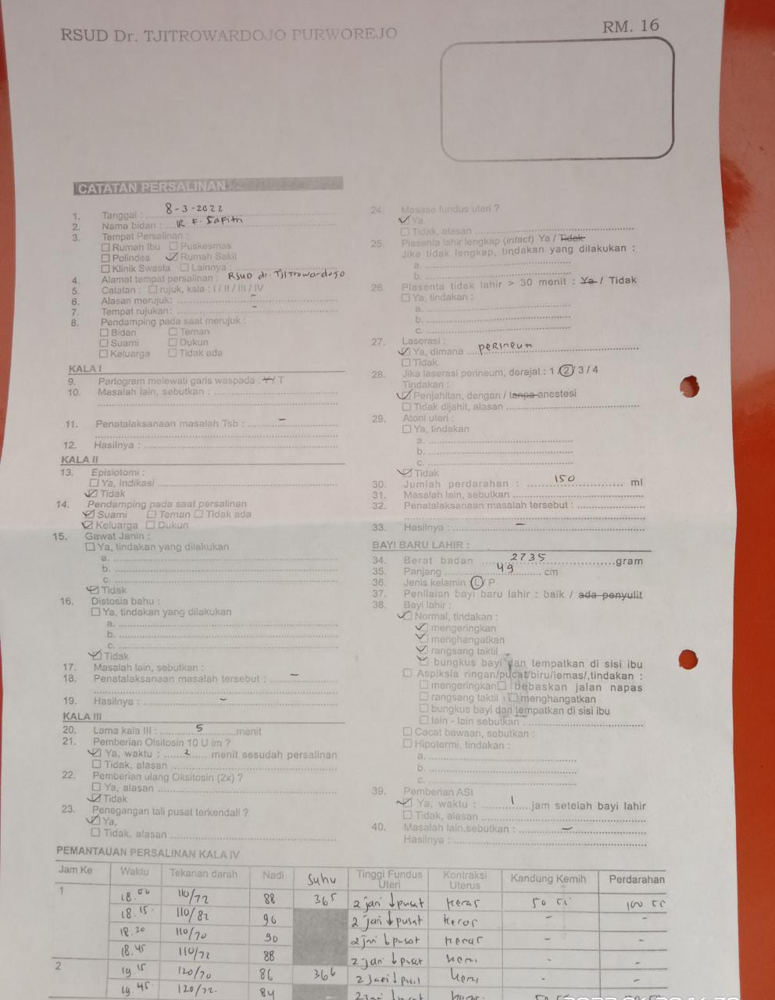 RSUD Dr. TJITROWARDOJO PURWOREJO
RM. 16
CATATAN PERSALINAN
1. Tanggal : 8-3-2022
2. Nama bidan : R F. Safitri
3. Tempat Persalinan :
Rumah Ibu Puskesmas
Polindes Rumah Sakit
Klinik Swasta Lainnya :
4. Alamat tempat persalinan : RSUD dr. Tjitrowardojo
5. Catatan : rujuk, kala : I / II / III / IV
6. Alasan merujuk: -
7. Tempat rujukan: -
8. Pendamping pada saat merujuk :
Bidan Teman
Suami Dukun
Keluarga Tidak ada
KALA I
9. Partogram melewati garis waspada : Y / T
10. Masalah lain, sebutkan :
11. Penatalaksanaan masalah Tsb : -
12. Hasilnya :
KALA II
13. Episiotomi :
Ya, Indikasi
Tidak
14. Pendamping pada saat persalinan
Suami Teman Tidak ada
Keluarga Dukun
15. Gawat Janin :
Ya, tindakan yang dilakukan
a.
b.
c.
Tidak
16. Distosia bahu :
Ya, tindakan yang dilakukan
a.
b.
c.
Tidak
17. Masalah lain, sebutkan :
18. Penatalaksanaan masalah tersebut : -
19. Hasilnya : -
KALA III
20. Lama kala III : 5 menit
21. Pemberian Olsitosin 10 U im ?
Ya, waktu : 2 menit sesudah persalinan
Tidak, alasan
22. Pemberian ulang Oksitosin (2x) ?
Ya, alasan
Tidak
23. Penegangan tali pusat terkendall ?
Ya,
Tidak, alasan
24. Masase fundus uteri ?
Ya
Tidak, alasan
25. Plasenta lahir lengkap (intact) Ya / Tidak
Jika tidak lengkap, tindakan yang dilakukan :
a.
b.
26. Plasenta tidak lahir > 30 menit : Ya / Tidak
Ya, tindakan :
a.
b.
c.
27. Laserasi :
Ya, dimana perineum
Tidak.
28. Jika laserasi perineum, derajat : 1 / 2 / 3 / 4
Tindakan :
Penjahitan, dengan / tanpa anestesi
Tidak dijahit, alasan
29. Atoni uteri :
Ya, tindakan
a.
b.
c.
Tidak
30. Jumlah perdarahan : 150 ml
31. Masalah lain, sebutkan
32. Penatalaksanaan masalah tersebut :
33. Hasilnya : -
BAYI BARU LAHIR :
34. Berat badan 2735 gram
35. Panjang 49 cm
36. Jenis kelamin L / P
37. Penilaian bayi baru lahir : baik / ada penyulit
38. Bayi lahir :
Normal, tindakan :
mengeringkan
menghangatkan
rangsang taktil
bungkus bayi dan tempatkan di sisi ibu
Aspiksia ringan/pucat/biru/lemas/,tindakan :
mengeringkan bebaskan jalan napas
rangsang taktil menghangatkan
bungkus bayi dan tempatkan di sisi ibu
lain - lain sebutkan
Cacat bawaan, sebutkan :
Hipotermi, tindakan :
a.
b.
c.
39. Pemberian ASI
Ya, waktu : 1 jam setelah bayi lahir
Tidak, alasan
40. Masalah lain,sebutkan : -
Hasilnya :
PEMANTAUAN PERSALINAN KALA IV
Jam Ke Waktu Tekanan darah Nadi Suhu Tinggi Fundus Uteri Kontraksi Uterus Kandung Kemih Perdarahan
1 18.00 110/72 88 365 2 jari ↓ pusat keras 50 cc 100 cc
18.15 110/82 90 2 jari ↓ pusat keras - -
18.30 110/70 90 2 jari ↓ pusat keras - -
18.45 110/72 88 2 jari ↓ pusat keras - -
2 19.15 120/70 86 366 2 jari ↓ pusat keras - -
19.45 120/72 84 2 jari ↓ pusat